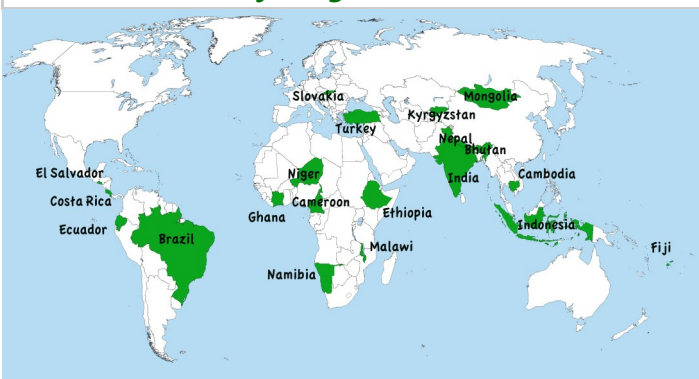 Slovakia
Mongolia
Kyrgyzstan
Turkey
Nepal
Bhutan
El Salvador
Niger
Cambodia
India
Costa Rica
Cameroon
Ghana
Ethiopia
Ecuador
Indonesia
Brazil
Malawi
Fiji
Namibia